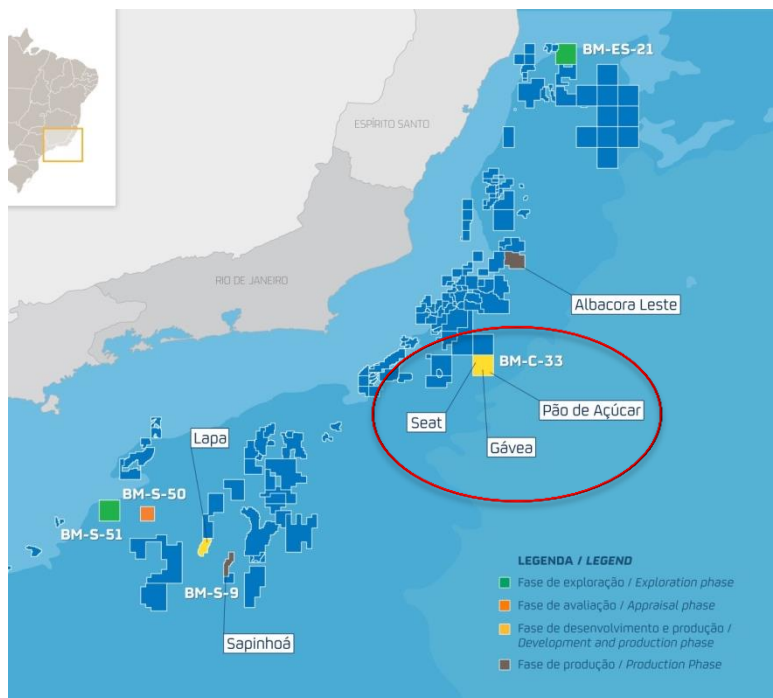 BM-ES-21
ESPÍRITO SANTO
RIO DE JANEIRO
Albacora Leste
BM-C-33
Seat
Pão de Açúcar
Gávea
Lapa
BM-S-50
BM-S-51
BM-S-9
Sapinhoá
LEGENDA / LEGEND
Fase de exploração / Exploration phase
Fase de avaliação / Appraisal phase
Fase de desenvolvimento e produção /
Development and production phase
Fase de produção / Production Phase